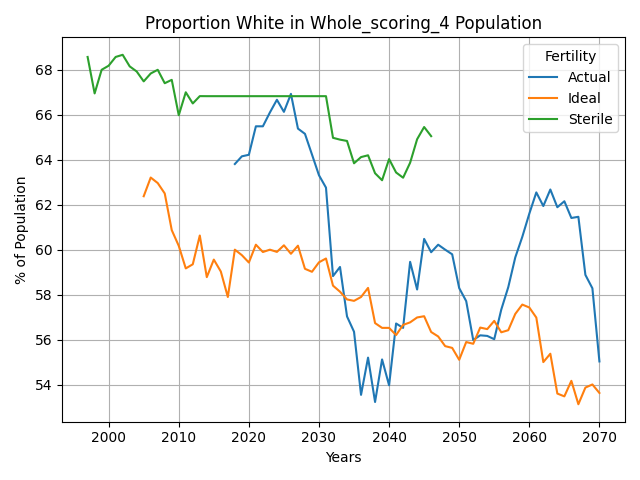 Proportion White in Whole_scoring_4 Population
Fertility
Actual
Ideal
Sterile
% of Population
68
66
64
62
60
58
56
54
2000
2010
2020
2030
2040
2050
2060
2070
Years